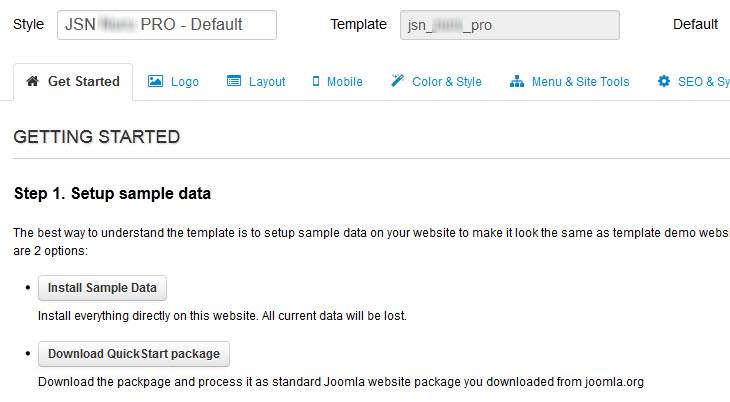 Style JSN PRO - Default Template jsn_ _pro Default
Get Started Logo Layout Mobile Color & Style Menu & Site Tools SEO & Sy
GETTING STARTED
Step 1. Setup sample data
The best way to understand the template is to setup sample data on your website to make it look the same as template demo websi
are 2 options:
Install Sample Data
Install everything directly on this website. All current data will be lost.
Download QuickStart package
Download the packpage and process it as standard Joomla website package you downloaded from joomla.org